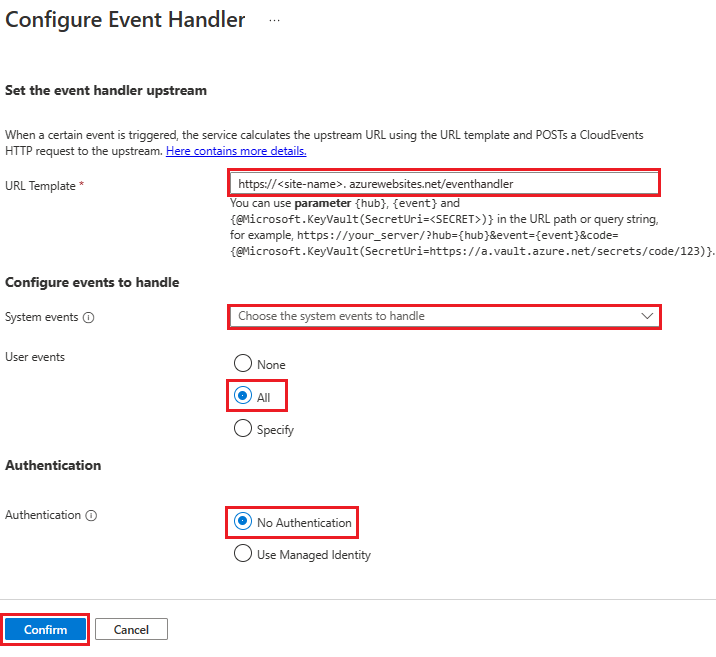 Configure Event Handler ...
Set the event handler upstream
When a certain event is triggered, the service calculates the upstream URL using the URL template and POSTs a CloudEvents
HTTP request to the upstream. Here contains more details.
URL Template *
https://<site-name>. azurewebsites.net/eventhandler
You can use parameter {hub}, {event} and
{@Microsoft.KeyVault(SecretUri=<SECRET>)} in the URL path or query string,
for example, https://your_server/?hub={hub}&event={event}&code=
{@Microsoft.KeyVault(SecretUri=https://a.vault.azure.net/secrets/code/123)}.
Configure events to handle
System events
Choose the system events to handle
User events
None
All
Specify
Authentication
Authentication
No Authentication
Use Managed Identity
Confirm
Cancel